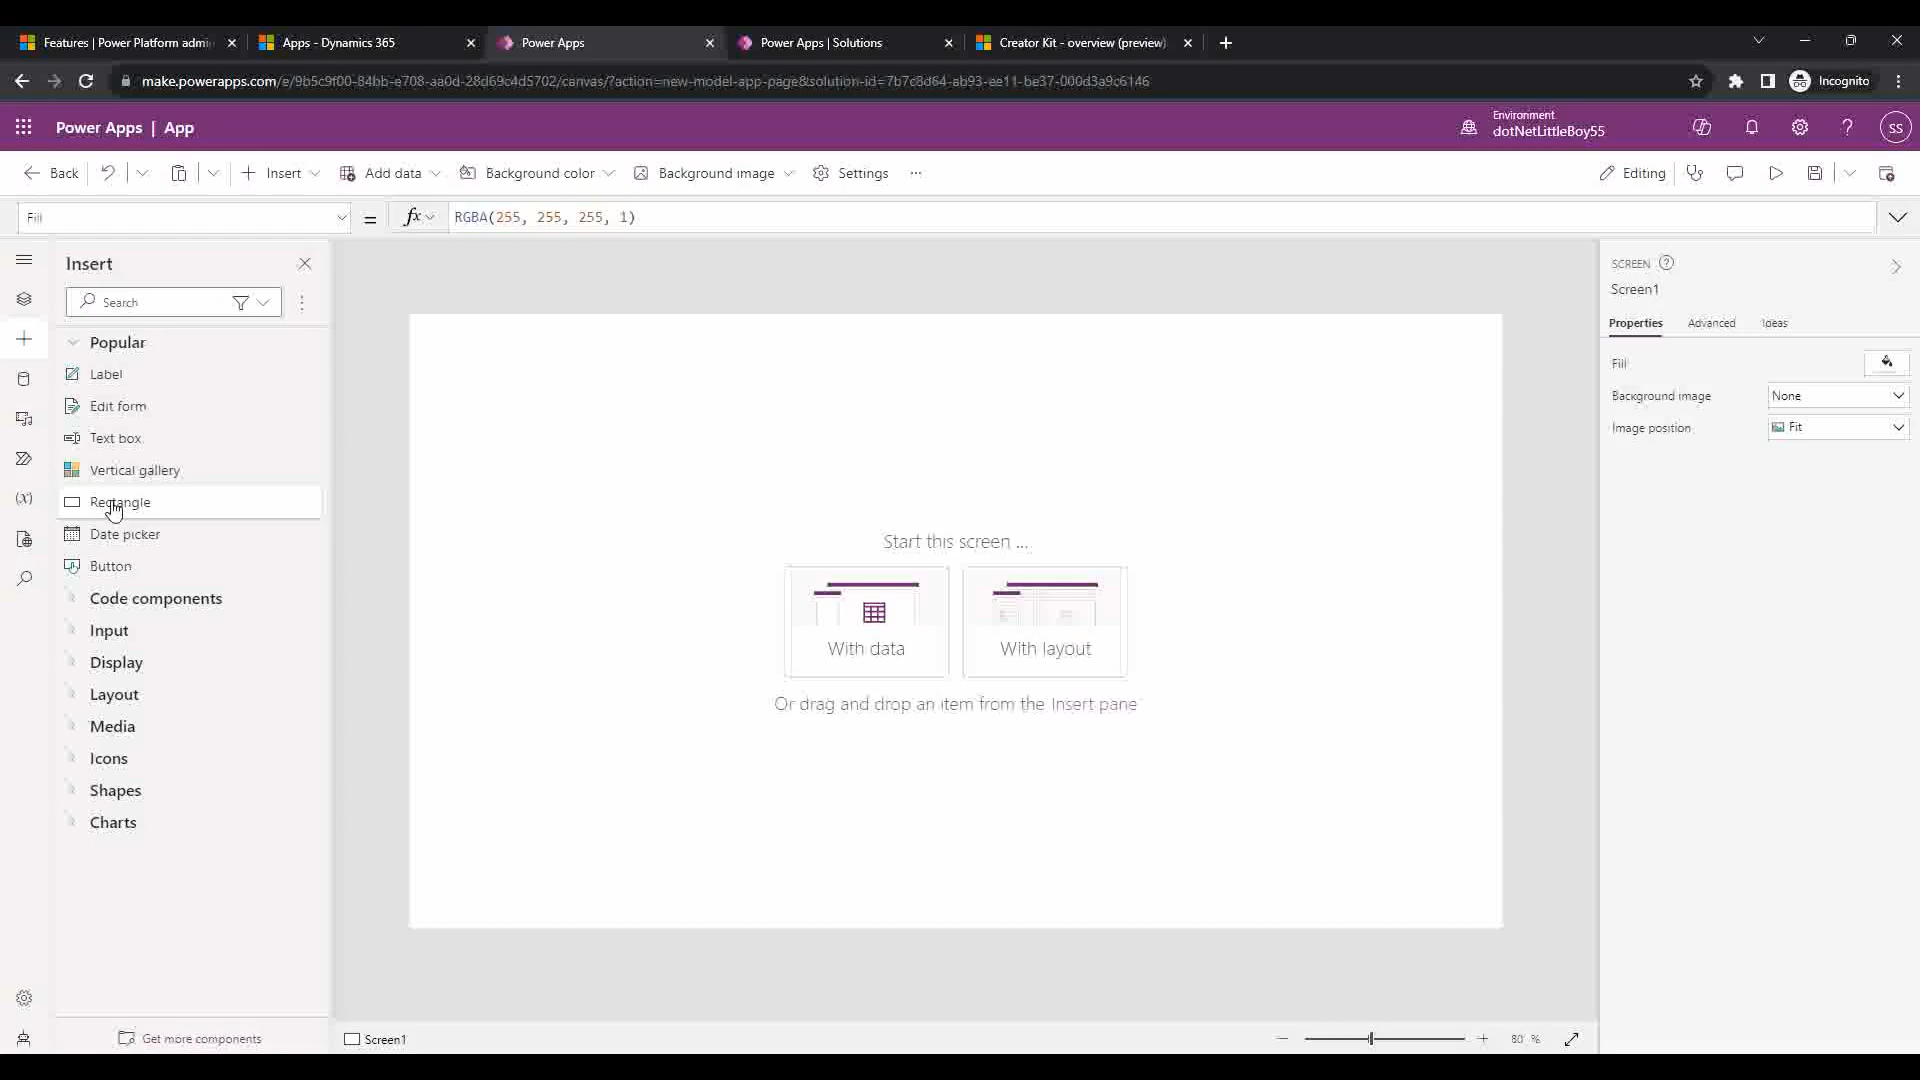 Features | Power Platform admi
Apps - Dynamics 365
Power Apps
Power Apps | Solutions
Creator Kit - overview (preview)
make.powerapps.com/e/9b5c9f00-84bb-e708-aa0d-28d69c4d5702/canvas/?action=new-model-app-page&solution-id=7b7c8d64-ab93-ee11-be37-000d3a9c6146
Incognito
Power Apps | App
Environment
dotNetLittleBoy55
SS
Back
Insert
Add data
Background color
Background image
Settings
...
Editing
Fill
=
fx
RGBA(255, 255, 255, 1)
Insert
Search
Popular
Label
Edit form
Text box
Vertical gallery
Rectangle
Date picker
Button
Code components
Input
Display
Layout
Media
Icons
Shapes
Charts
Get more components
Start this screen ...
With data
With layout
Or drag and drop an item from the Insert pane
Screen1
80 %
SCREEN
Screen1
Properties
Advanced
Ideas
Fill
Background image
None
Image position
Fit